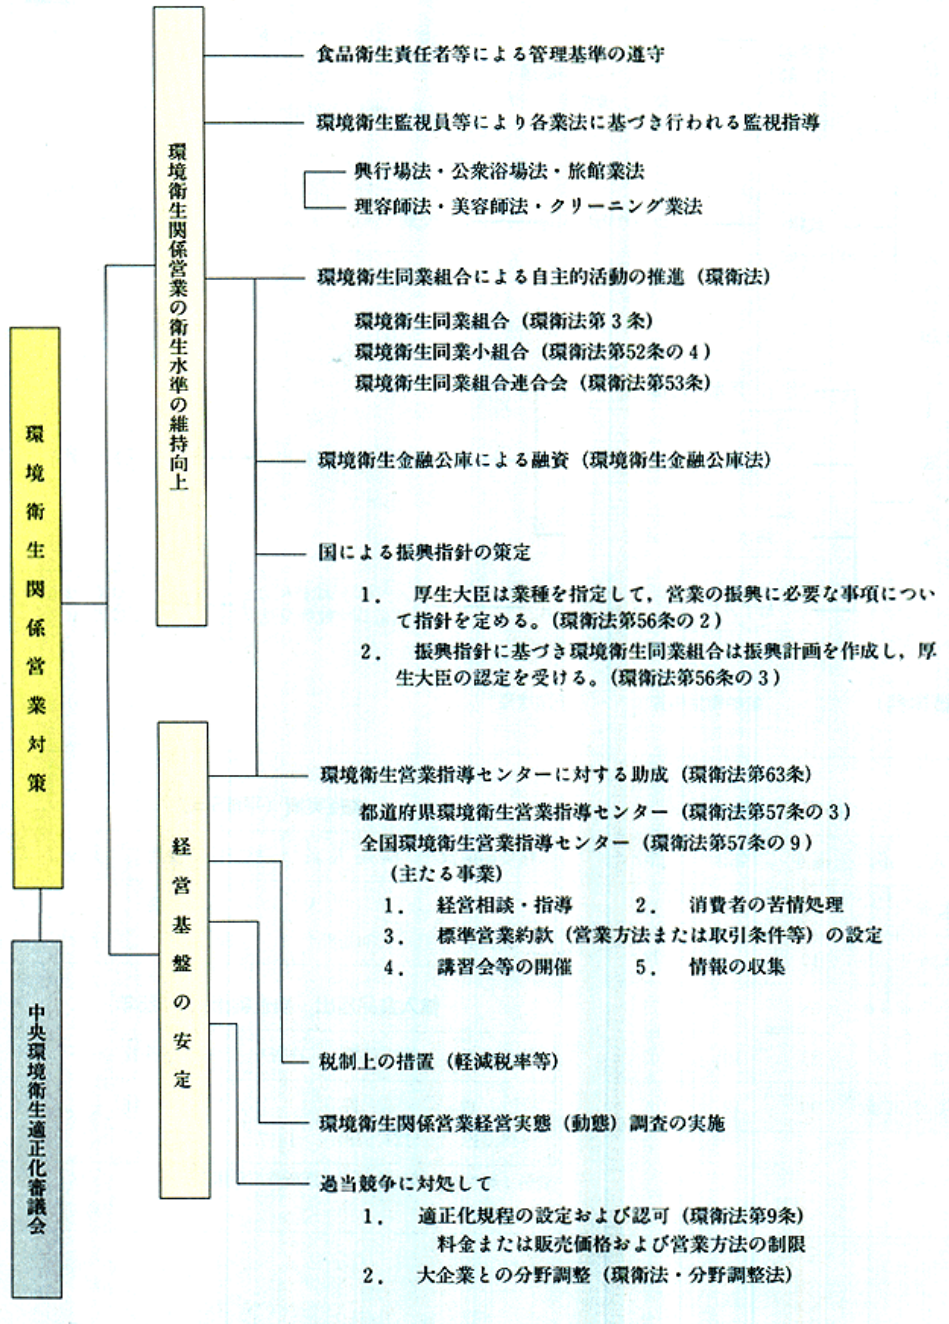 環境衛生関係営業対策
中央環境衛生適正化審議会
環境衛生関係営業の衛生水準の維持向上
食品衛生責任者等による管理基準の遵守
環境衛生監視員等により各業法に基づき行われる監視指導
興行場法・公衆浴場法・旅館業法
理容師法・美容師法・クリーニング業法
環境衛生同業組合による自主的活動の推進（環衛法）
環境衛生同業組合（環衛法第3条）
環境衛生同業小組合（環衛法第52条の4）
環境衛生同業組合連合会（環衛法第53条）
環境衛生金融公庫による融資（環境衛生金融公庫法）
国による振興指針の策定
1． 厚生大臣は業種を指定して，営業の振興に必要な事項につい
て指針を定める。（環衛法第56条の2）
2． 振興指針に基づき環境衛生同業組合は振興計画を作成し，厚
生大臣の認定を受ける。（環衛法第56条の3）
経営基盤の安定
環境衛生営業指導センターに対する助成（環衛法第63条）
都道府県環境衛生営業指導センター（環衛法第57条の3）
全国環境衛生営業指導センター（環衛法第57条の9）
（主たる事業）
1． 経営相談・指導 2． 消費者の苦情処理
3． 標準営業約款（営業方法または取引条件等）の設定
4． 講習会等の開催 5． 情報の収集
税制上の措置（軽減税率等）
環境衛生関係営業経営実態（動態）調査の実施
過当競争に対処して
1． 適正化規程の設定および認可（環衛法第9条）
料金または販売価格および営業方法の制限
2． 大企業との分野調整（環衛法・分野調整法）